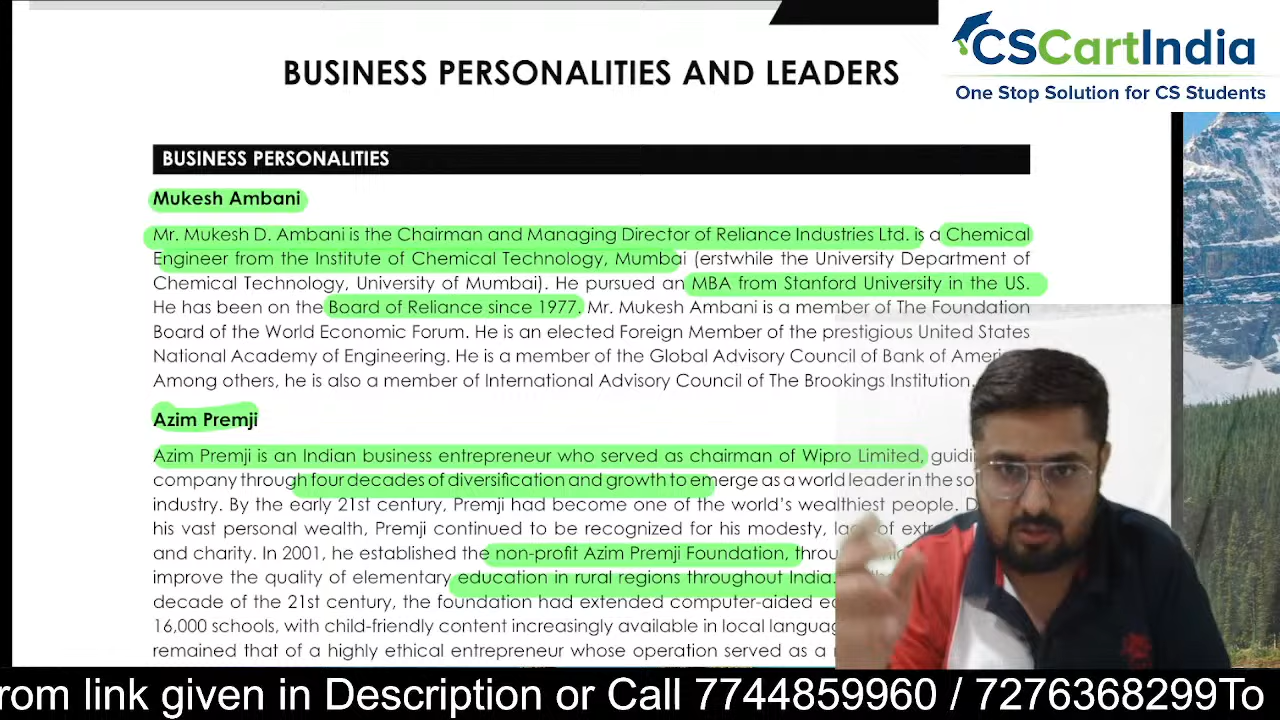 CSCartIndia
One Stop Solution for CS Students
BUSINESS PERSONALITIES AND LEADERS
BUSINESS PERSONALITIES
Mukesh Ambani
Mr. Mukesh D. Ambani is the Chairman and Managing Director of Reliance Industries Ltd. is a Chemical
Engineer from the Institute of Chemical Technology, Mumbai (erstwhile the University Department of
Chemical Technology, University of Mumbai). He pursued an MBA from Stanford University in the US.
He has been on the Board of Reliance since 1977. Mr. Mukesh Ambani is a member of The Foundation
Board of the World Economic Forum. He is an elected Foreign Member of the prestigious United States
National Academy of Engineering. He is a member of the Global Advisory Council of Bank of
Among others, he is also a member of International Advisory Council of The Brookings Institution.
Azim Premji
Azim Premji is an Indian business entrepreneur who served as chairman of Wipro Limited,
company through four decades of diversification and growth to emerge as a world leader in the
industry. By the early 21st century, Premji had become one of the world's wealthiest people.
his vast personal wealth, Premji continued to be recognized for his modesty, of
and charity. In 2001, he established the non-profit Azim Premji Foundation,
improve the quality of elementary education in rural regions throughout India.
decade of the 21st century, the foundation had extended computer-aided
16,000 schools, with child-friendly content increasingly available in local
remained that of a highly ethical entrepreneur whose operation served as a
rom link given in Description or Call 7744859960 / 7276368299To